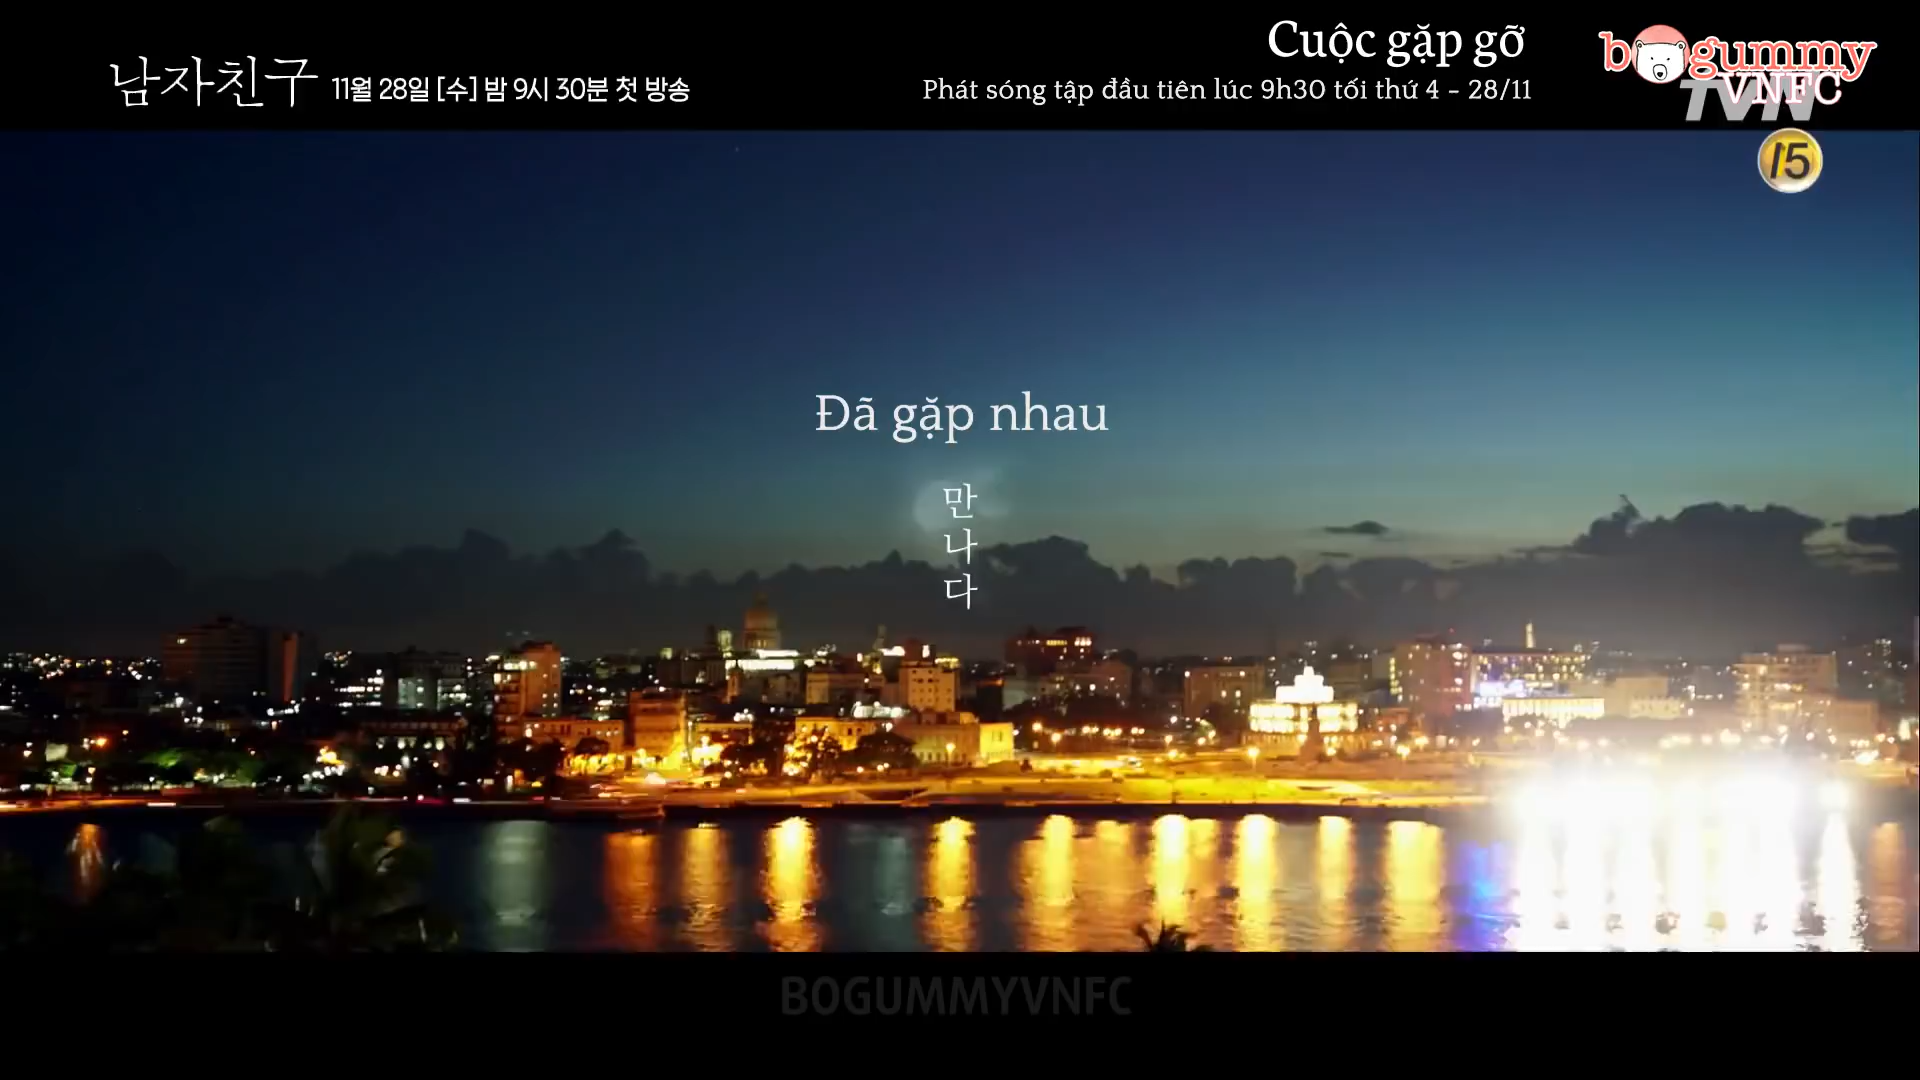 Cuộc gặp gỡ
남자친구 11월 28일 [수] 밤 9시 30분 첫 방송
Phát sóng tập đầu tiên lúc 9h30 tối thứ 4 - 28/11
bogummy
VNFC
TVN
15
Đã gặp nhau
만
나
다
BOGUMMYVNFC